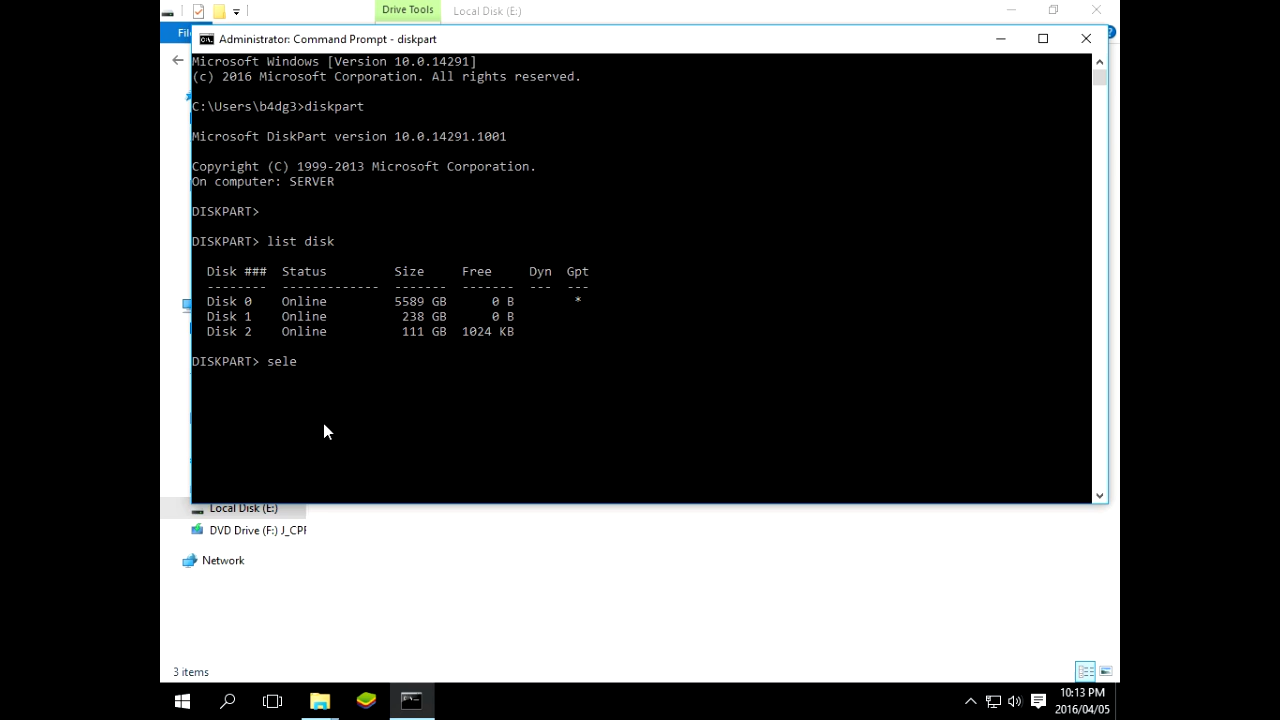 Drive Tools
Local Disk (E:)
Administrator: Command Prompt - diskpart
Microsoft Windows [Version 10.0.14291]
(c) 2016 Microsoft Corporation. All rights reserved.
C:\Users\b4dg3>diskpart
Microsoft DiskPart version 10.0.14291.1001
Copyright (C) 1999-2013 Microsoft Corporation.
On computer: SERVER
DISKPART>
DISKPART> list disk
Disk ### Status Size Free Dyn Gpt
-------- ------------- ------- ------- --- ---
Disk 0 Online 5589 GB 0 B *
Disk 1 Online 238 GB 0 B
Disk 2 Online 111 GB 1024 KB
DISKPART> sele
Local Disk (E:)
DVD Drive (F:) J_CPF
Network
3 items
10:13 PM
2016/04/05